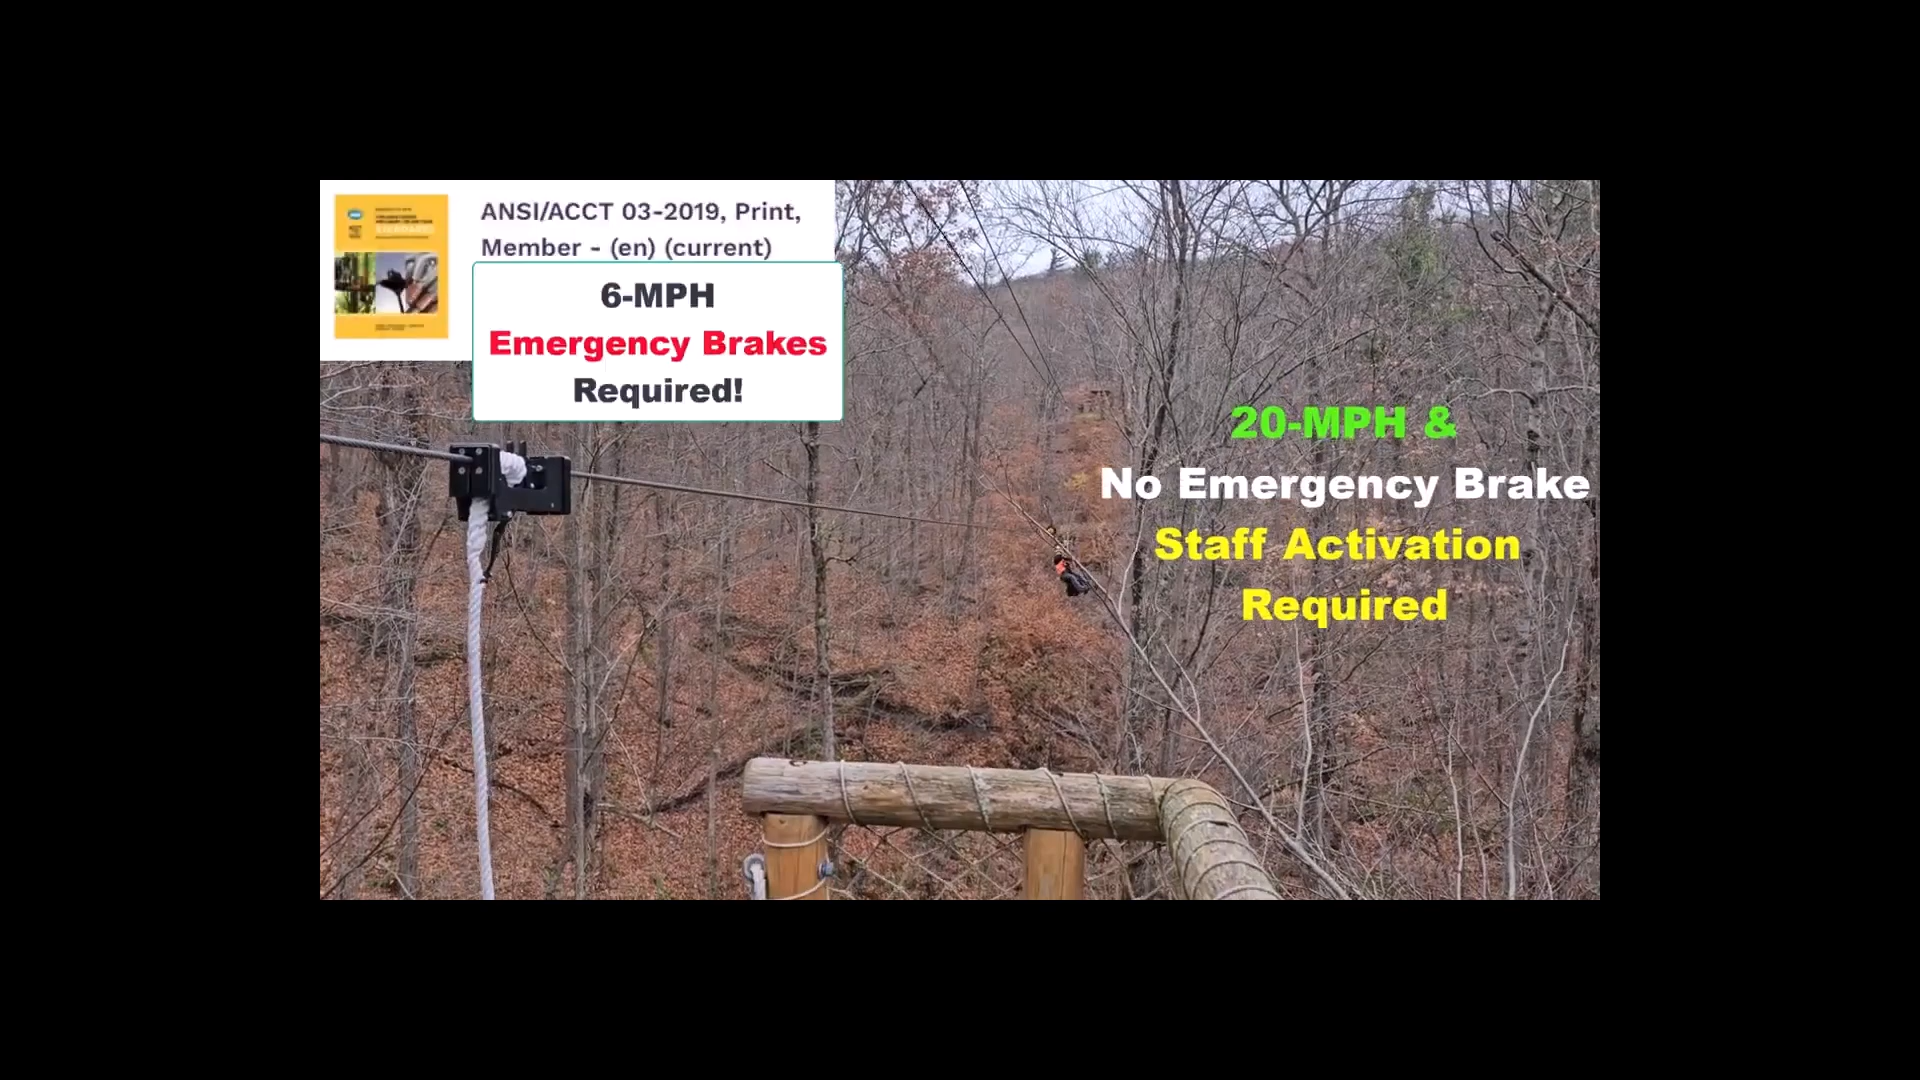 ANSI/ACCT 03-2019, Print,
Member - (en) (current)
6-MPH
Emergency Brakes
Required!
20-MPH &
No Emergency Brake
Staff Activation
Required